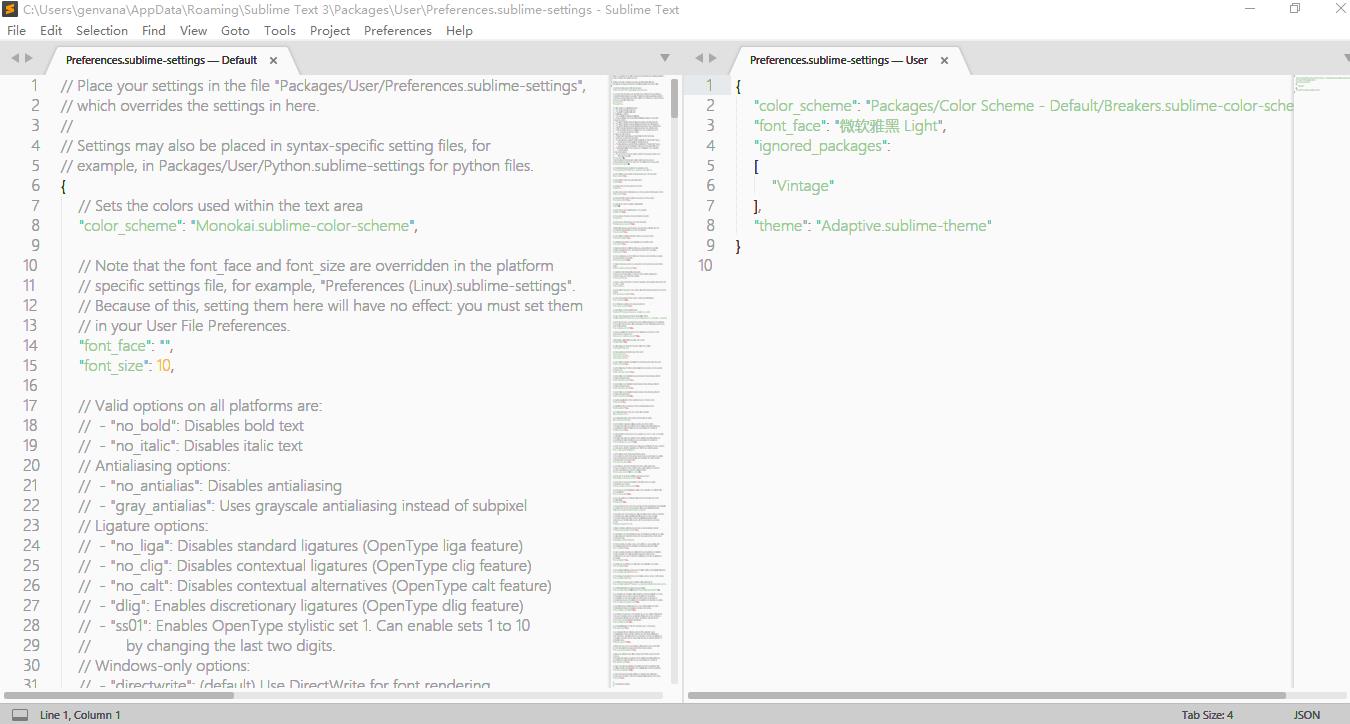 C:\Users\genvana\AppData\Roaming\Sublime Text 3\Packages\User\Preferences.sublime-settings - Sublime Text
File Edit Selection Find View Goto Tools Project Preferences Help
Preferences.sublime-settings — Default
1 // Place your settings in the file "Packages/User/Preferences.sublime-settings",
2 // which overrides the settings in here.
3 //
4 // Settings may also be placed in syntax-specific setting files, for
5 // example, in Packages/User/Python.sublime-settings for python files.
6 {
7 // Sets the colors used within the text area
8 "color_scheme": "Monokai.sublime-color-scheme",
9
10 // Note that the font_face and font_size are overridden in the platform
11 // specific settings file, for example, "Preferences (Linux).sublime-settings".
12 // Because of this, setting them here will have no effect: you must set them
13 // in your User File Preferences.
14 "font_face": "",
15 "font_size": 10,
16
17 // Valid options on all platforms are:
18 // - "no_bold": Disables bold text
19 // - "no_italic": Disables italic text
20 // Antialiasing options:
21 // - "no_antialias": Disables antialiasing
22 // - "gray_antialias": Uses grayscale antialiasing instead of subpixel
23 // Ligature options:
24 // - "no_liga": Disables standard ligatures (OpenType liga feature)
25 // - "no_clig": Disables contextual ligatures (OpenType clig feature)
26 // - "no_calt": Disables contextual alternatives (OpenType calt feature)
27 // - "dlig": Enables discretionary ligatures (OpenType dlig feature)
28 // - "ss01": Enables OpenType stylistic set 1. Can enable sets 1 to 10
29 // by changing the last two digits.
30 // Windows-only options:
31 // - "directwrite": (default) Use DirectWrite for font rendering
Preferences.sublime-settings — User
1 {
2 "color_scheme": "Packages/Color Scheme - Default/Breakers.sublime-color-sche
3 "font_face": "微软雅黑 Light",
4 "ignored_packages":
5 [
6 "Vintage"
7 ],
8 "theme": "Adaptive.sublime-theme"
9 }
10
Line 1, Column 1
Tab Size: 4
JSON